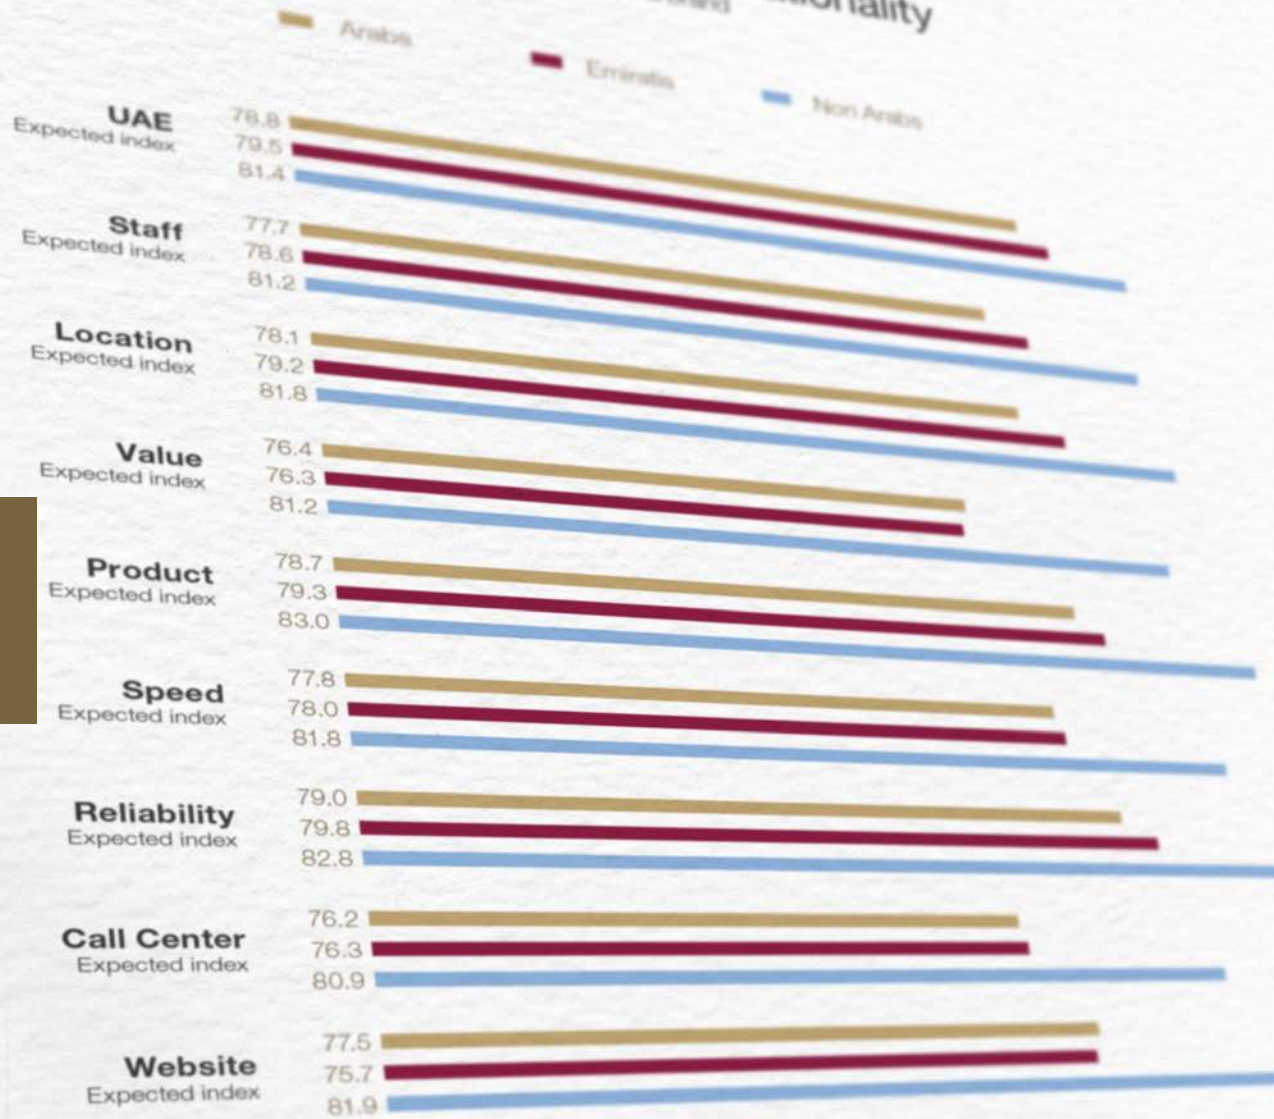 onality
Arabs
Emiratis
Non Arabs
UAE
Expected index
78.8
79.5
81.4
Staff
Expected index
77.7
78.6
81.2
Location
Expected index
78.1
79.2
81.8
Value
Expected index
76.4
76.3
81.2
Product
Expected index
78.7
79.3
83.0
Speed
Expected index
77.8
78.0
81.8
Reliability
Expected index
79.0
79.8
82.8
Call Center
Expected index
76.2
76.3
80.9
Website
Expected index
77.5
75.7
81.9